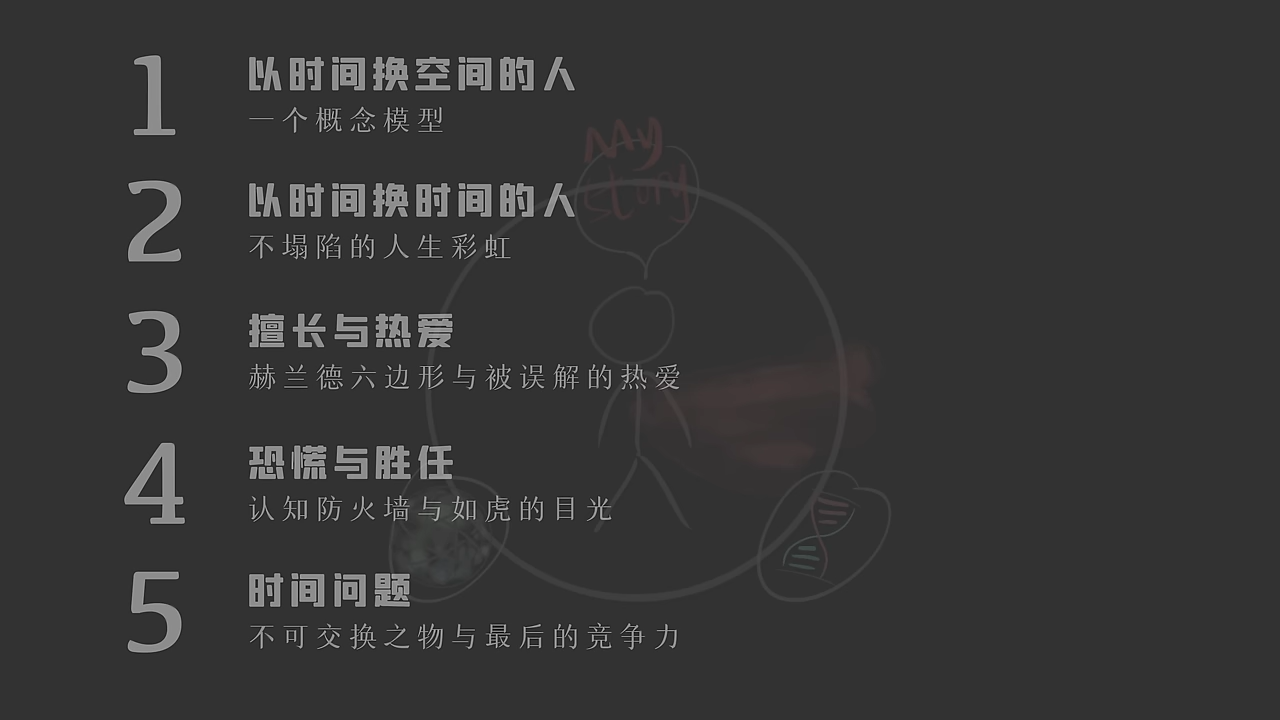 1
以时间换空间的人
一个概念模型
My
story
2
以时间换时间的人
不塌陷的人生彩虹
3
擅长与热爱
赫兰德六边形与被误解的热爱
4
恐慌与胜任
认知防火墙与如虎的目光
5
时间问题
不可交换之物与最后的竞争力